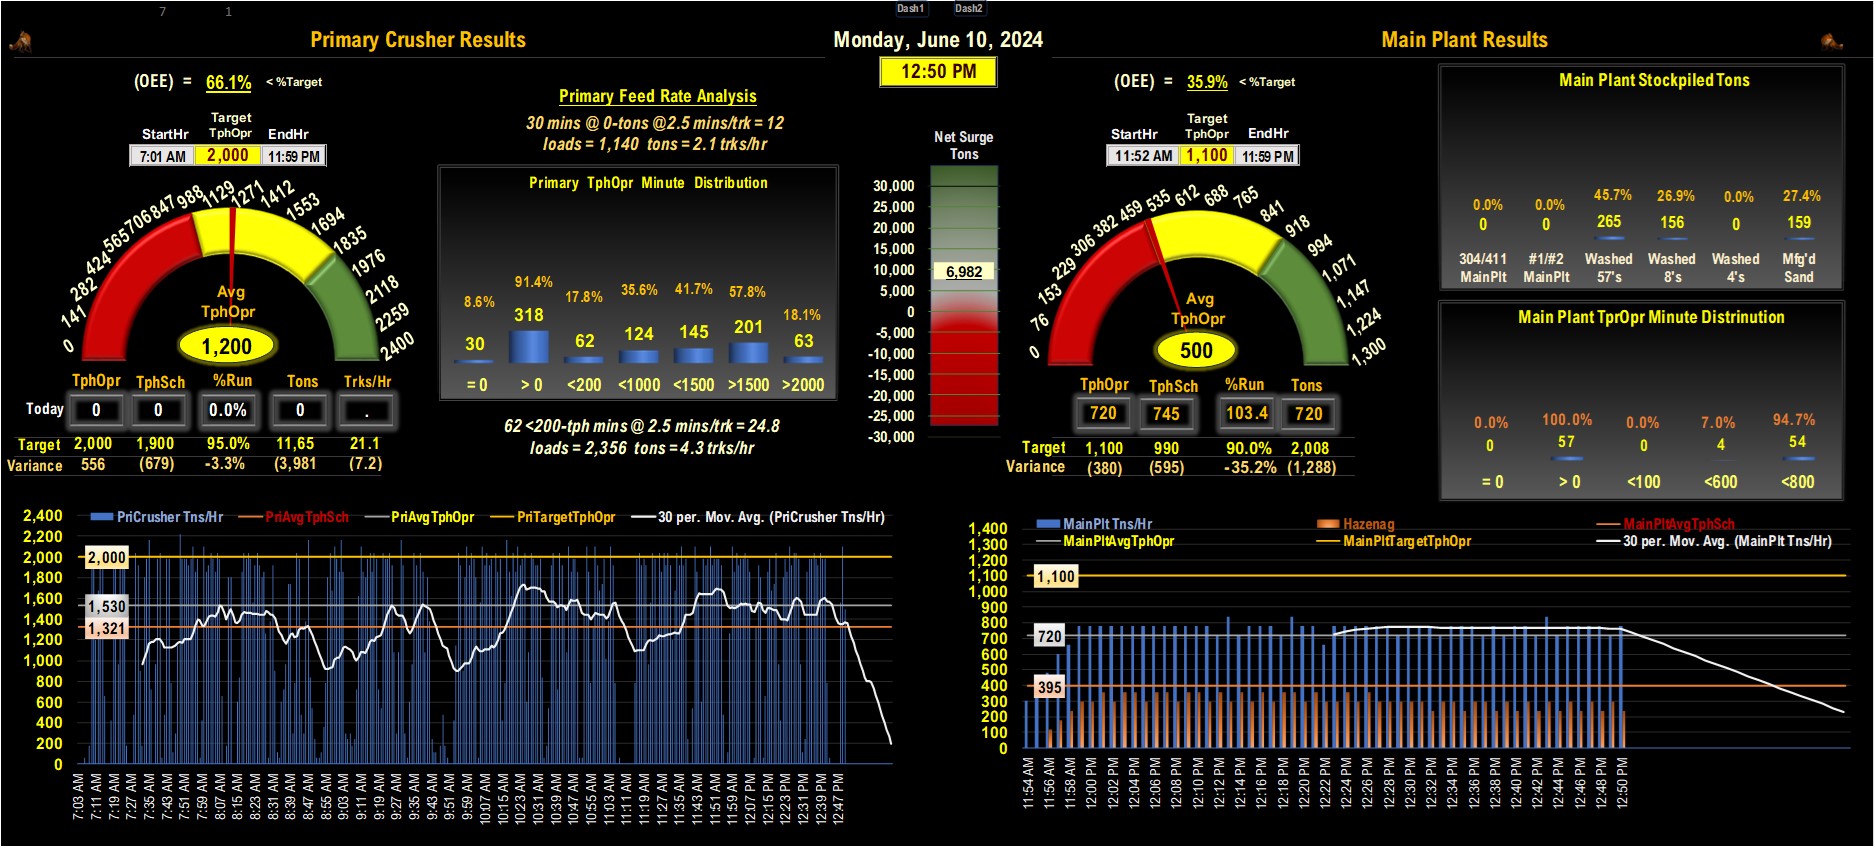 7 1
Dash1 Dash2
Primary Crusher Results
Monday, June 10, 2024
Main Plant Results
12:50 PM
(OEE) = 66.1% < %Target
Target
StartHr TphOpr EndHr
7:01 AM 2,000 11:59 PM
0 141 282 424 565 706 847 988 1129 1271 1412 1553 1694 1835 1976 2118 2259 2400
Avg
TphOpr
1,200
TphOpr TphSch %Run Tons Trks/Hr
Today 0 0 0.0% 0 .
Target 2,000 1,900 95.0% 11,65 21.1
Variance 556 (679) -3.3% (3,981 (7.2)
Primary Feed Rate Analysis
30 mins @ 0-tons @2.5 mins/trk = 12
loads = 1,140 tons = 2.1 trks/hr
Primary TphOpr Minute Distribution
8.6% 91.4% 17.8% 35.6% 41.7% 57.8% 18.1%
30 318 62 124 145 201 63
= 0 > 0 <200 <1000 <1500 >1500 >2000
62 <200-tph mins @ 2.5 mins/trk = 24.8
loads = 2,356 tons = 4.3 trks/hr
Net Surge
Tons
30,000
25,000
20,000
15,000
10,000
6,982
5,000
0
-5,000
-10,000
-15,000
-20,000
-25,000
-30,000
(OEE) = 35.9% < %Target
Target
StartHr TphOpr EndHr
11:52 AM 1,100 11:59 PM
0 76 153 229 306 382 459 535 612 688 765 841 918 994 1,071 1,147 1,224 1,300
Avg
TphOpr
500
TphOpr TphSch %Run Tons
720 745 103.4 720
Target 1,100 990 90.0% 2,008
Variance (380) (595) -35.2% (1,288)
Main Plant Stockpiled Tons
0.0% 0.0% 45.7% 26.9% 0.0% 27.4%
0 0 265 156 0 159
304/411 #1/#2 Washed Washed Washed Mfg'd
MainPlt MainPlt 57's 8's 4's Sand
Main Plant TprOpr Minute Distrinution
0.0% 100.0% 0.0% 7.0% 94.7%
0 57 0 4 54
= 0 > 0 <100 <600 <800
PriCrusher Tns/Hr PriAvgTphSch PriAvgTphOpr PriTargetTphOpr 30 per. Mov. Avg. (PriCrusher Tns/Hr)
2,400
2,200
2,000
1,800
1,600
1,400
1,200
1,000
800
600
400
200
0
2,000
1,530
1,321
7:03 AM 7:11 AM 7:19 AM 7:27 AM 7:35 AM 7:43 AM 7:51 AM 7:59 AM 8:07 AM 8:15 AM 8:23 AM 8:31 AM 8:39 AM 8:47 AM 8:55 AM 9:03 AM 9:11 AM 9:19 AM 9:27 AM 9:35 AM 9:43 AM 9:51 AM 9:59 AM 10:07 AM 10:15 AM 10:23 AM 10:31 AM 10:39 AM 10:47 AM 10:55 AM 11:03 AM 11:11 AM 11:19 AM 11:27 AM 11:35 AM 11:43 AM 11:51 AM 11:59 AM 12:07 PM 12:15 PM 12:23 PM 12:31 PM 12:39 PM 12:47 PM
MainPlt Tns/Hr Hazenag MainPltAvgTphSch
MainPltAvgTphOpr MainPltTargetTphOpr 30 per. Mov. Avg. (MainPlt Tns/Hr)
1,400
1,300
1,200
1,100
1,000
900
800
700
600
500
400
300
200
100
0
1,100
720
395
11:54 AM 11:56 AM 11:58 AM 12:00 PM 12:02 PM 12:04 PM 12:06 PM 12:08 PM 12:10 PM 12:12 PM 12:14 PM 12:16 PM 12:18 PM 12:20 PM 12:22 PM 12:24 PM 12:26 PM 12:28 PM 12:30 PM 12:32 PM 12:34 PM 12:36 PM 12:38 PM 12:40 PM 12:42 PM 12:44 PM 12:46 PM 12:48 PM 12:50 PM